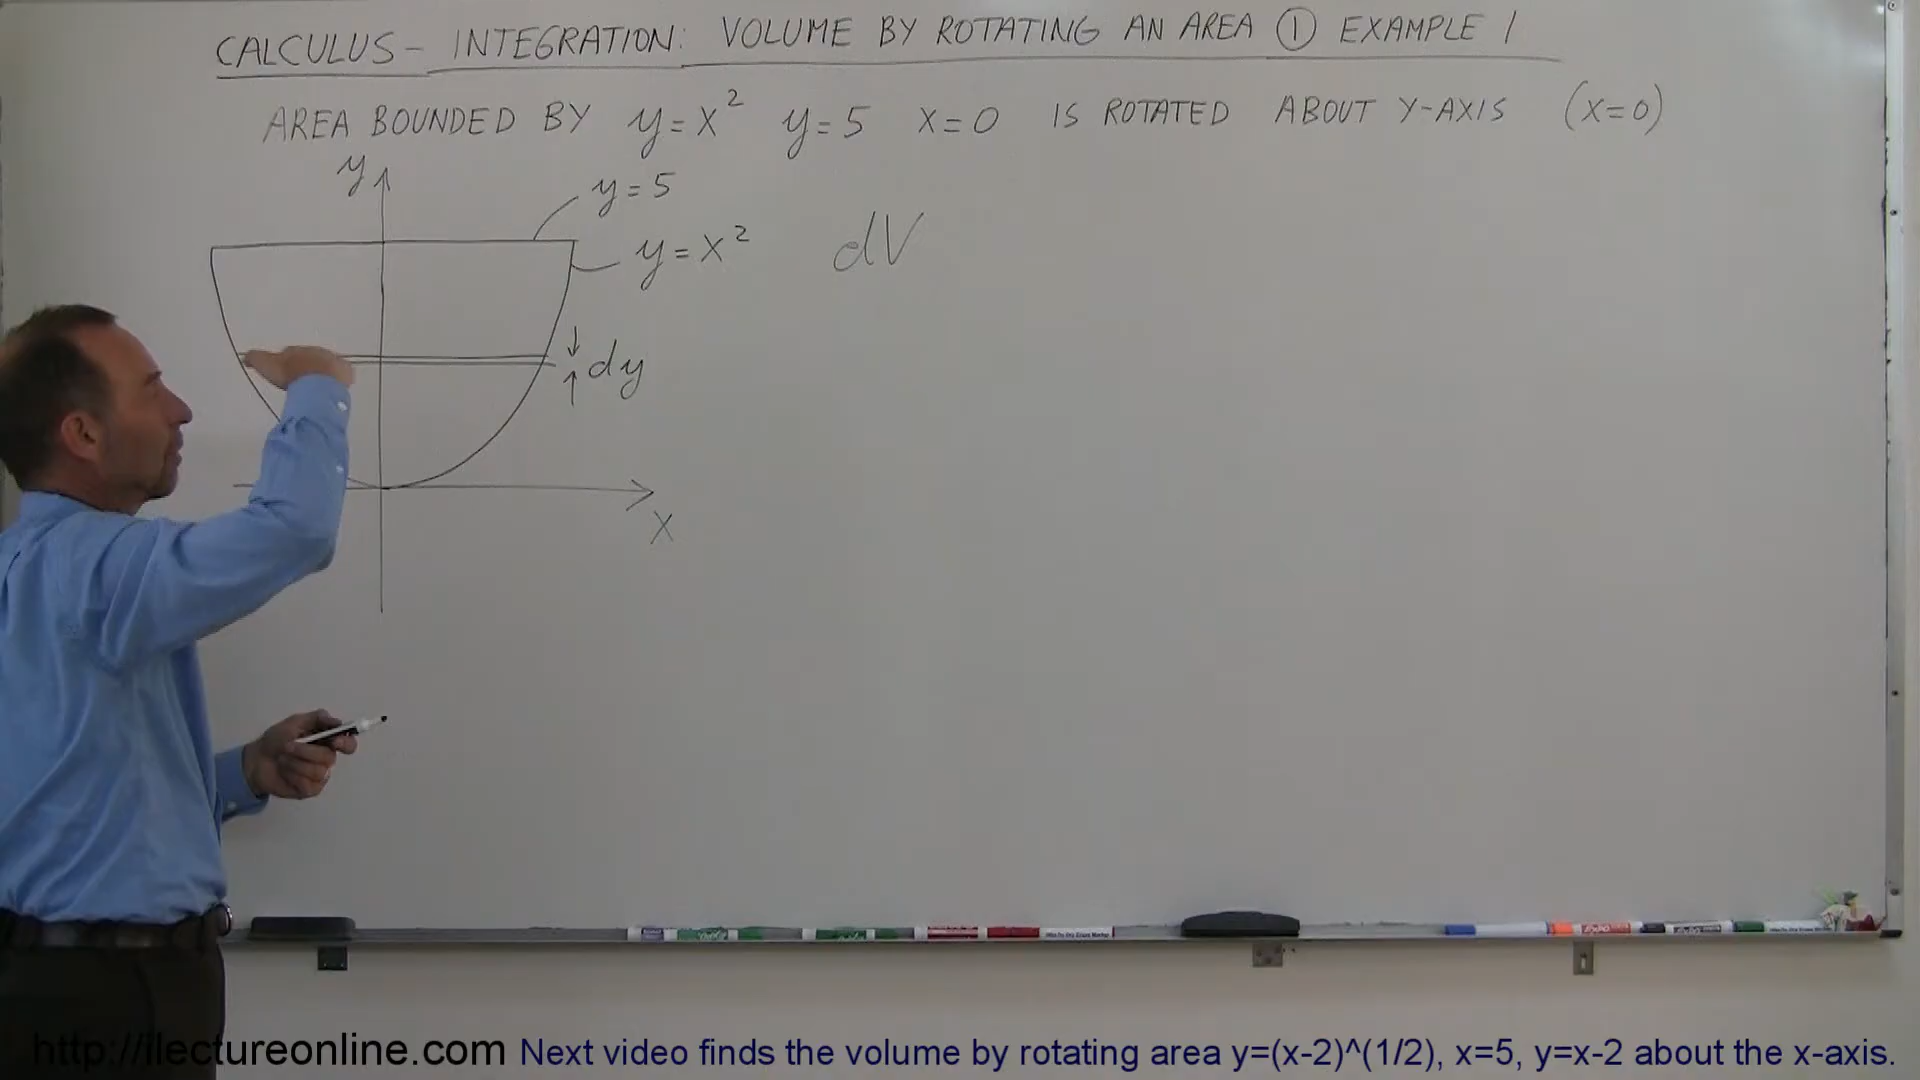 CALCULUS - INTEGRATION: VOLUME BY ROTATING AN AREA ① EXAMPLE 1
AREA BOUNDED BY y=x² y=5 x=0 IS ROTATED ABOUT Y-AXIS (x=0)
y
y=5
y=x²
dV
dy
x
http://ilectureonline.com Next video finds the volume by rotating area y=(x-2)^(1/2), x=5, y=x-2 about the x-axis.